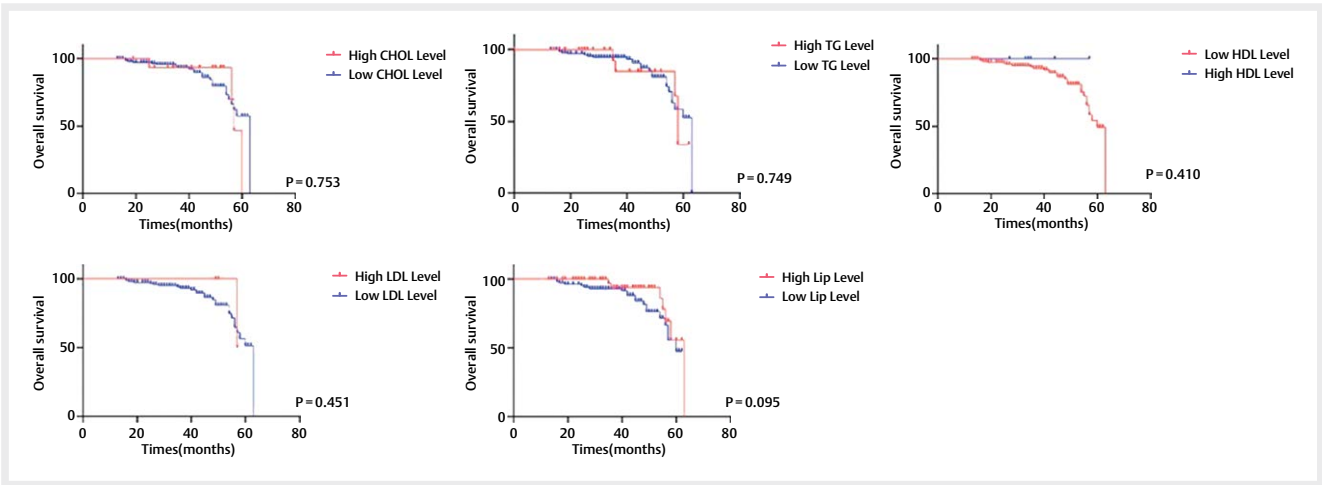 High CHOL Level
Low CHOL Level
Overall survival
100
50
0
P=0.753
0 20 40 60 80
Times(months)
High TG Level
Low TG Level
Overall survival
100
50
0
P=0.749
0 20 40 60 80
Times(months)
Low HDL Level
High HDL Level
Overall survival
100
50
0
P=0.410
0 20 40 60 80
Times(months)
High LDL Level
Low LDL Level
Overall survival
100
50
0
P=0.451
0 20 40 60 80
Times(months)
High Lip Level
Low Lip Level
Overall survival
100
50
0
P=0.095
0 20 40 60 80
Times(months)